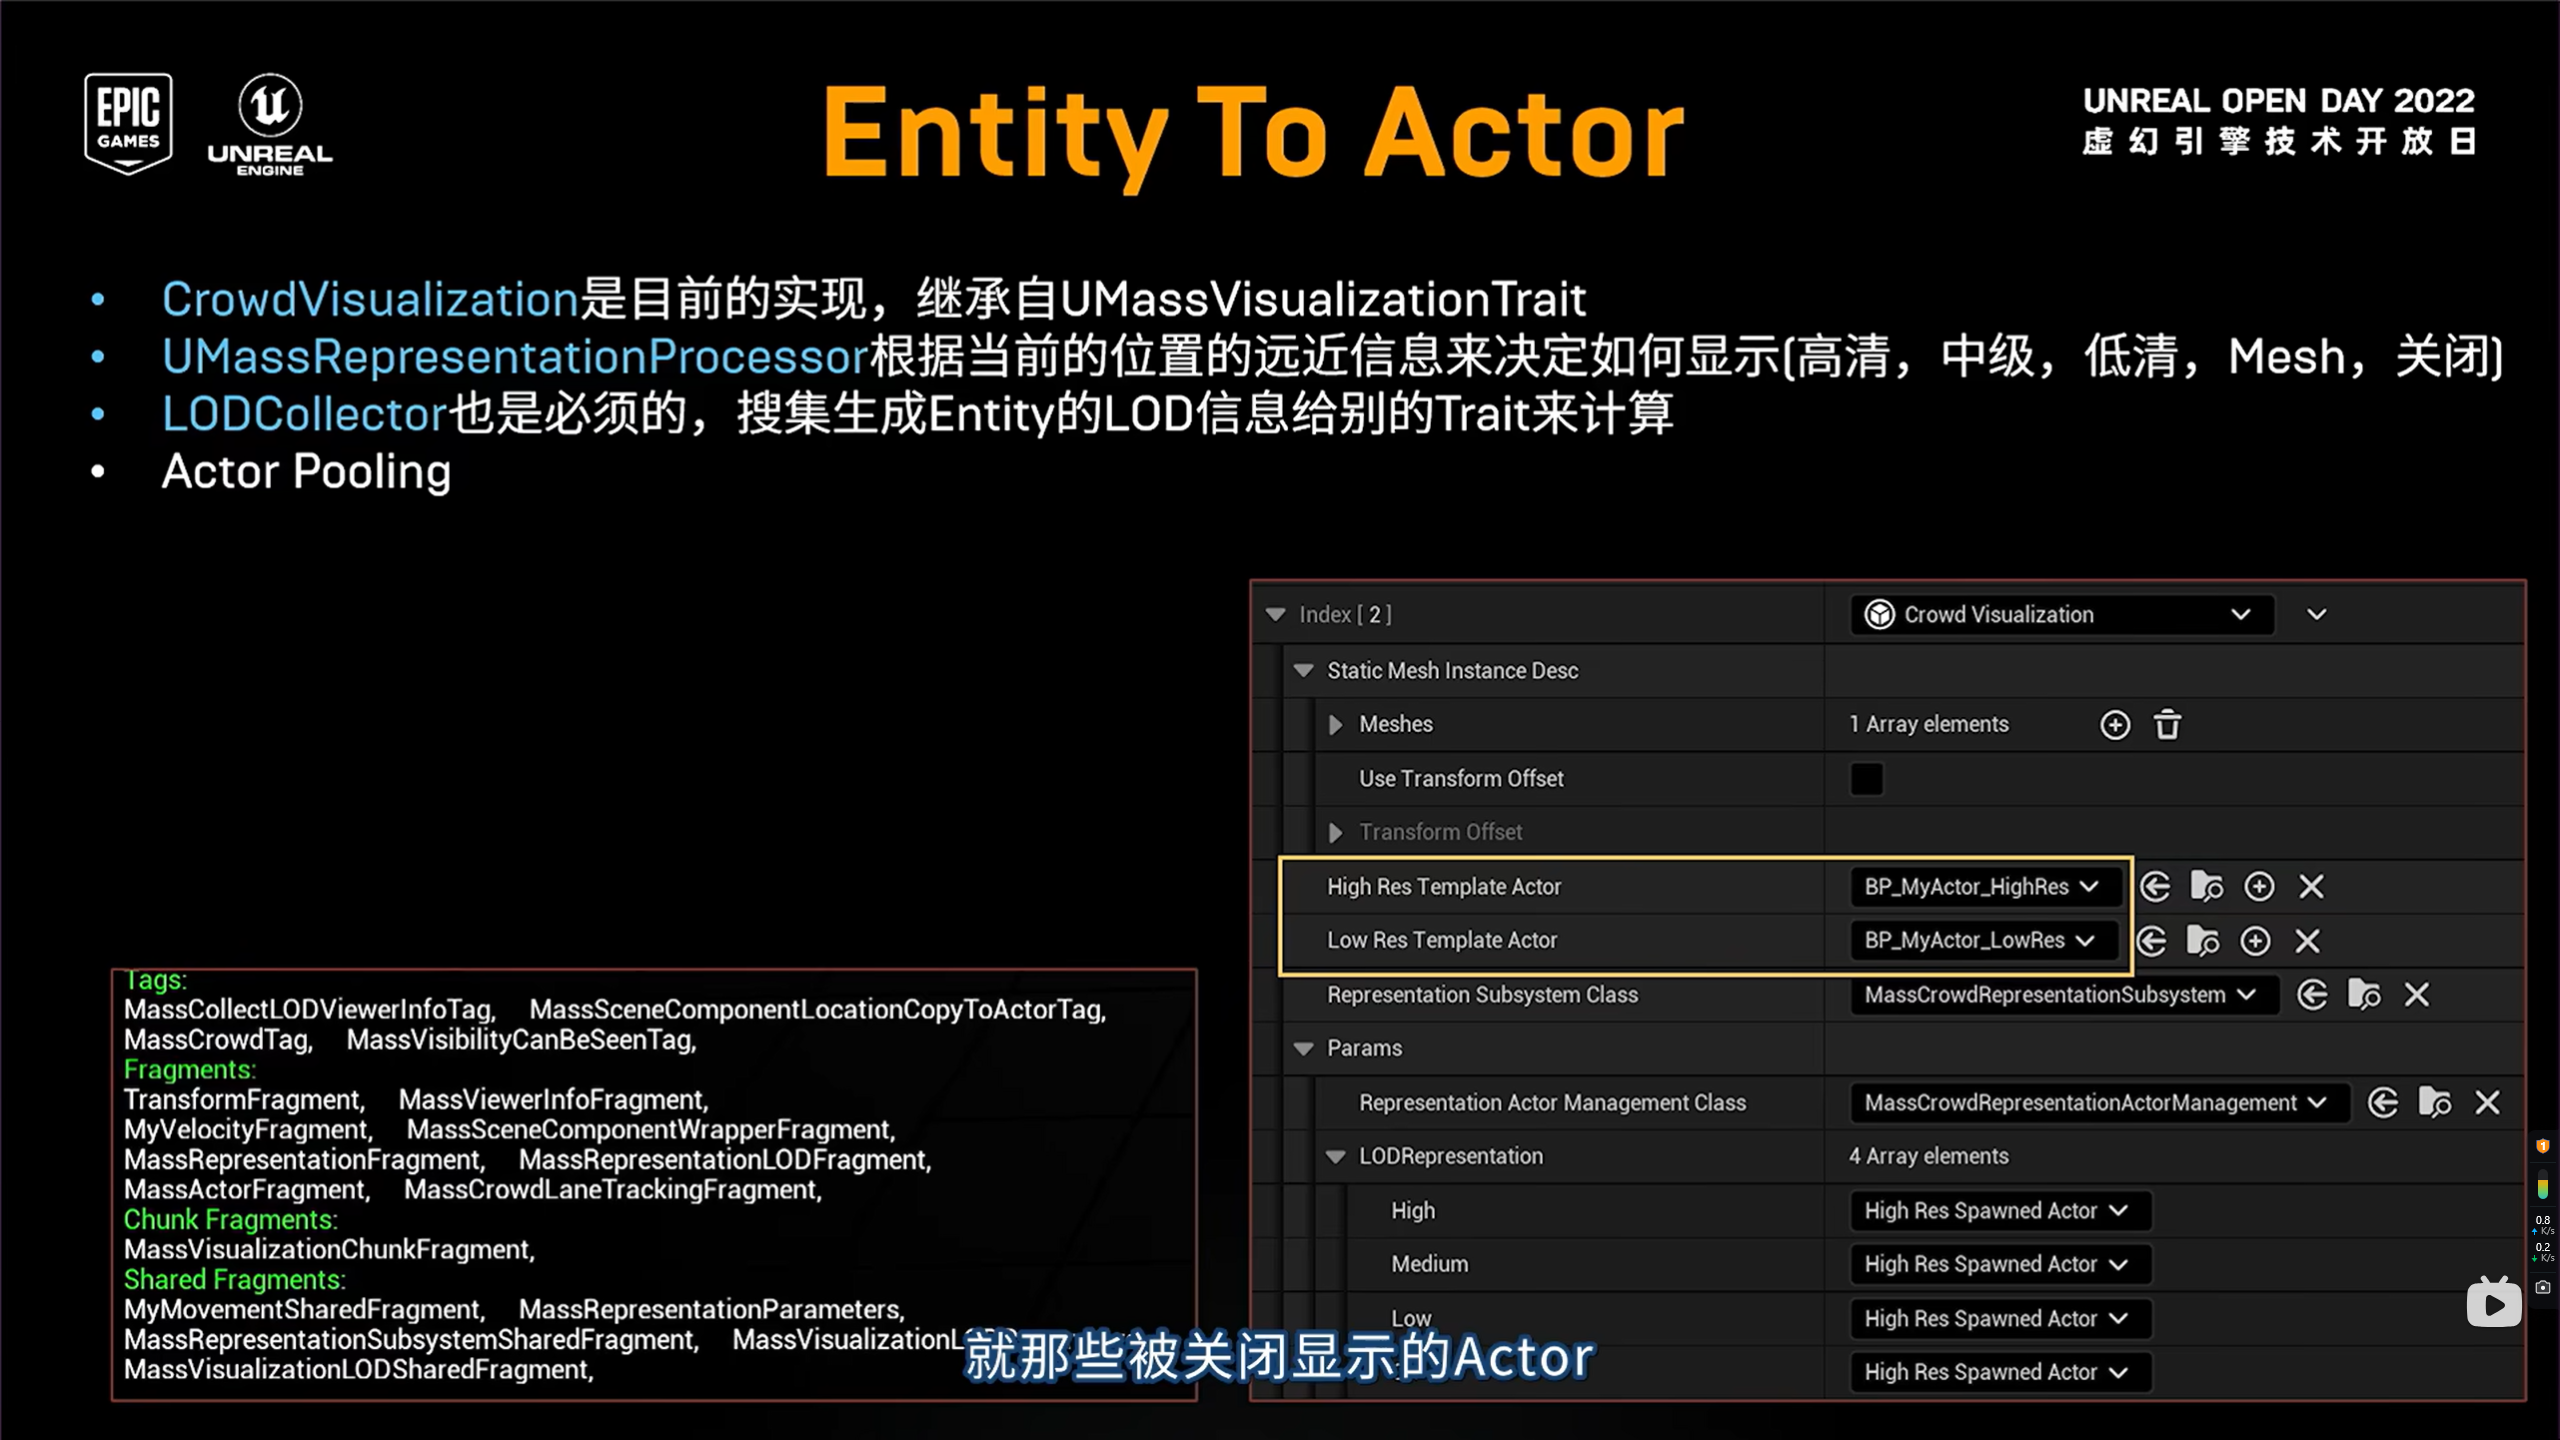 EPIC
GAMES
UNREAL
ENGINE
Entity To Actor
UNREAL OPEN DAY 2022
虚幻引擎技术开放日
• CrowdVisualization是目前的实现，继承自UMassVisualizationTrait
• UMassRepresentationProcessor根据当前的位置的远近信息来决定如何显示(高清，中级，低清，Mesh，关闭)
• LODCollector也是必须的，搜集生成Entity的LOD信息给别的Trait来计算
• Actor Pooling
Index [ 2 ] Crowd Visualization
Static Mesh Instance Desc
Meshes 1 Array elements
Use Transform Offset
Transform Offset
High Res Template Actor BP_MyActor_HighRes
Low Res Template Actor BP_MyActor_LowRes
Representation Subsystem Class MassCrowdRepresentationSubsystem
Params
Representation Actor Management Class MassCrowdRepresentationActorManagement
LODRepresentation 4 Array elements
High High Res Spawned Actor
Medium High Res Spawned Actor
Low High Res Spawned Actor
High Res Spawned Actor
Tags:
MassCollectLODViewerInfoTag, MassSceneComponentLocationCopyToActorTag,
MassCrowdTag, MassVisibilityCanBeSeenTag,
Fragments:
TransformFragment, MassViewerInfoFragment,
MyVelocityFragment, MassSceneComponentWrapperFragment,
MassRepresentationFragment, MassRepresentationLODFragment,
MassActorFragment, MassCrowdLaneTrackingFragment,
Chunk Fragments:
MassVisualizationChunkFragment,
Shared Fragments:
MyMovementSharedFragment, MassRepresentationParameters,
MassRepresentationSubsystemSharedFragment,
MassVisualizationLODSharedFragment,
就那些被关闭显示的Actor
1
0.8
K/s
0.2
K/s